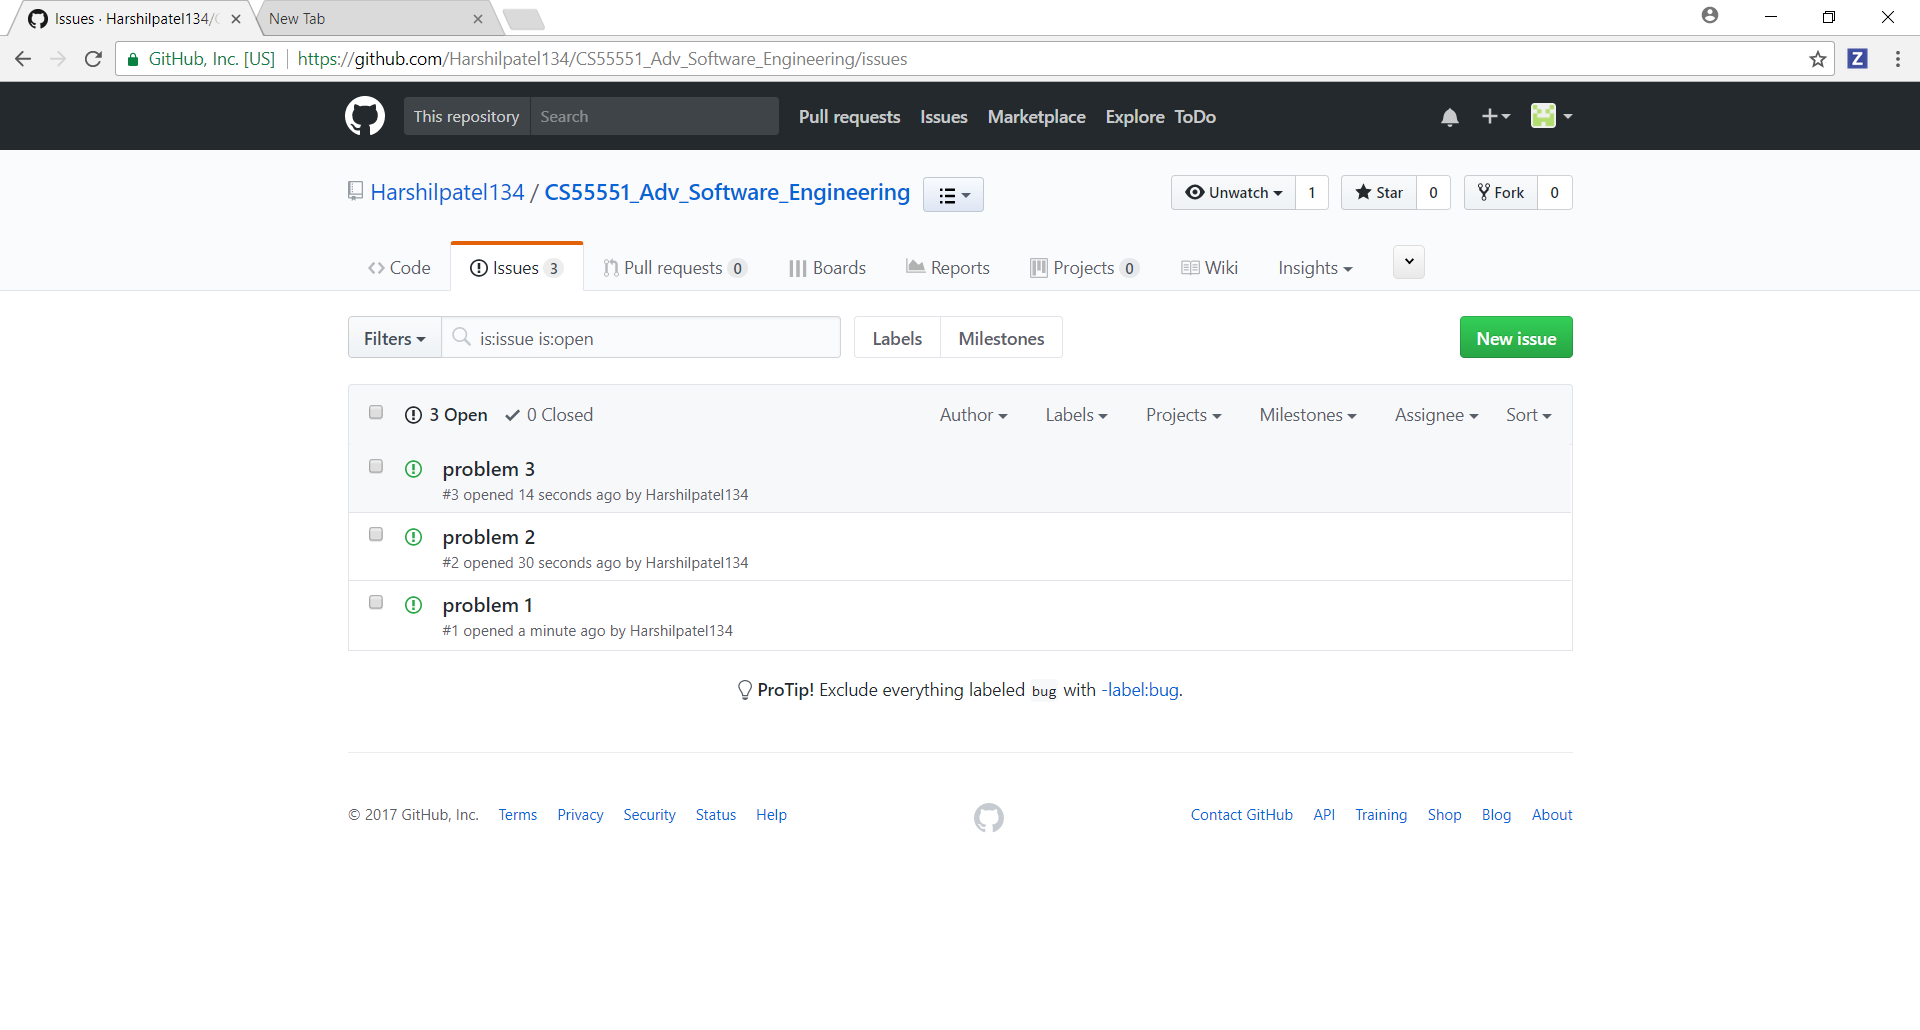 Issues · Harshilpatel134/
New Tab
GitHub, Inc. [US] https://github.com/Harshilpatel134/CS55551_Adv_Software_Engineering/issues
This repository Search Pull requests Issues Marketplace Explore ToDo
Harshilpatel134 / CS55551_Adv_Software_Engineering Unwatch 1 Star 0 Fork 0
Code Issues 3 Pull requests 0 Boards Reports Projects 0 Wiki Insights
Filters is:issue is:open Labels Milestones New issue
3 Open 0 Closed Author Labels Projects Milestones Assignee Sort
problem 3
#3 opened 14 seconds ago by Harshilpatel134
problem 2
#2 opened 30 seconds ago by Harshilpatel134
problem 1
#1 opened a minute ago by Harshilpatel134
ProTip! Exclude everything labeled bug with -label:bug.
© 2017 GitHub, Inc. Terms Privacy Security Status Help Contact GitHub API Training Shop Blog About